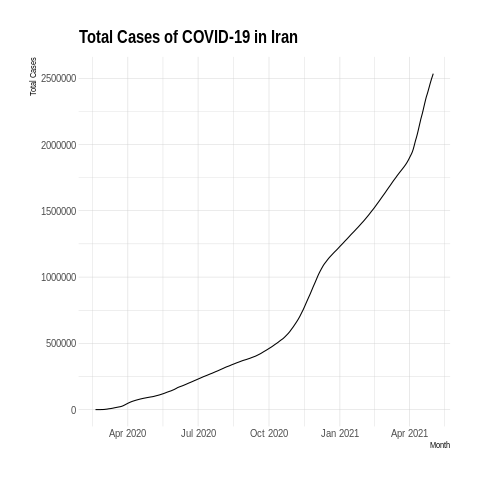 Total Cases of COVID-19 in Iran
Total Cases
2500000
2000000
1500000
1000000
500000
0
Apr 2020 Jul 2020 Oct 2020 Jan 2021 Apr 2021
Month